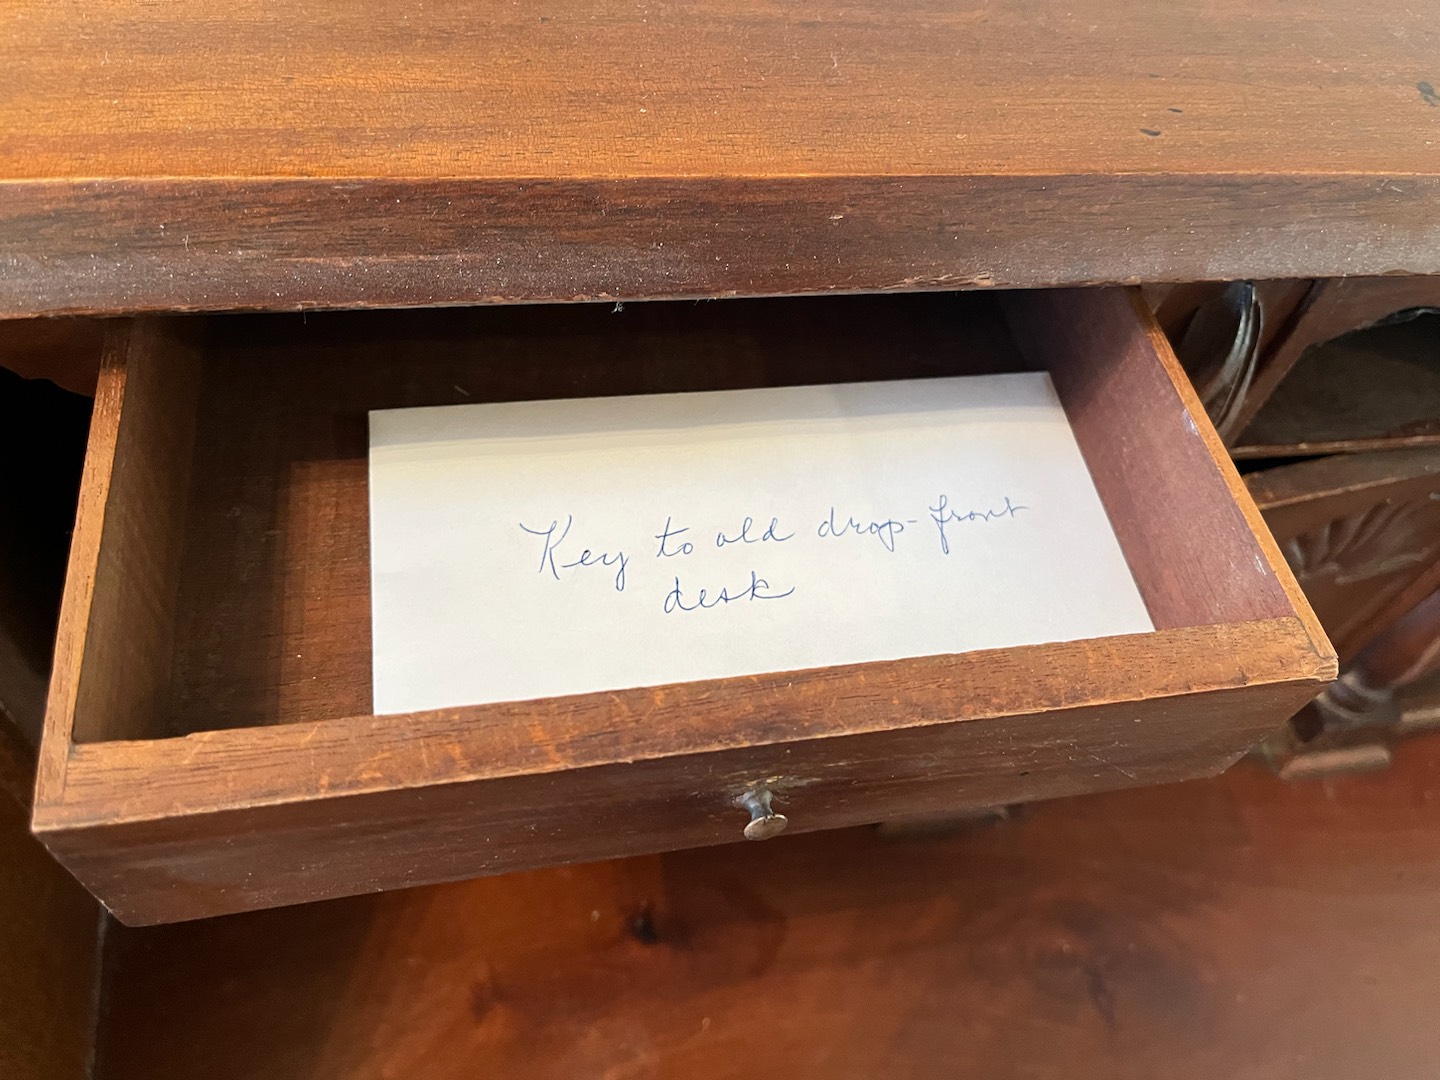 Key to old drop-front
desk